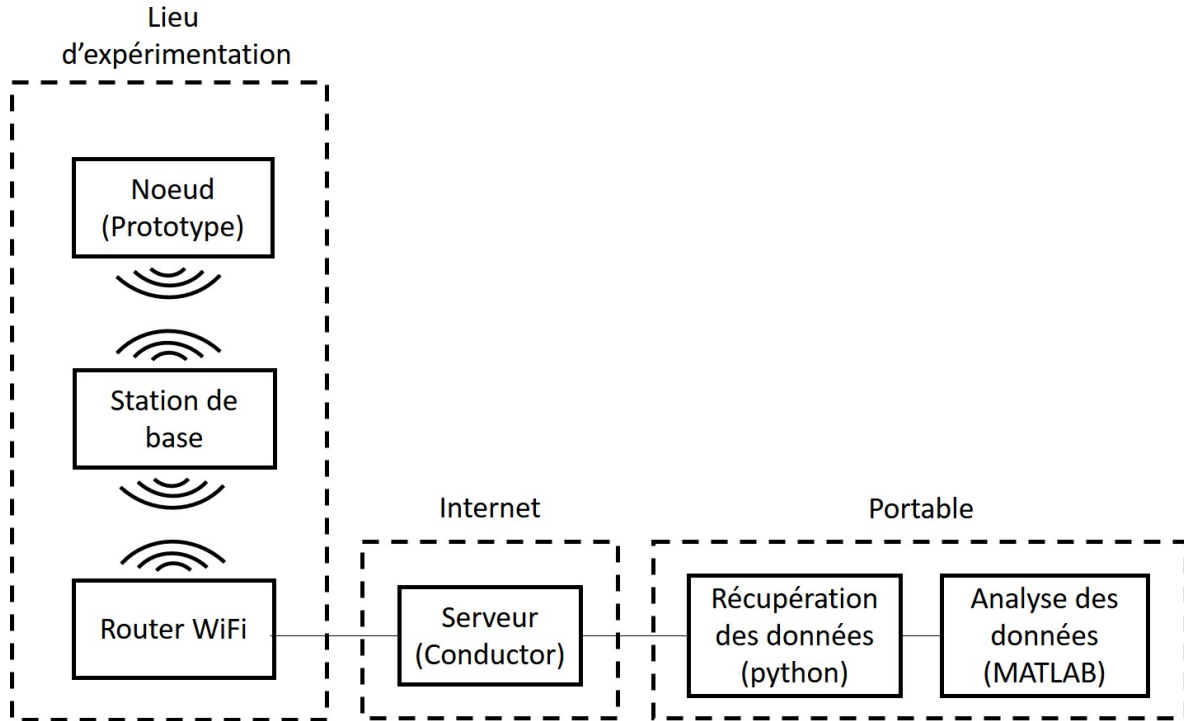 Lieu
d'expérimentation
Noeud
(Prototype)
Station de
base
Router WiFi
Internet
Serveur
(Conductor)
Portable
Récupération
des données
(python)
Analyse des
données
(MATLAB)